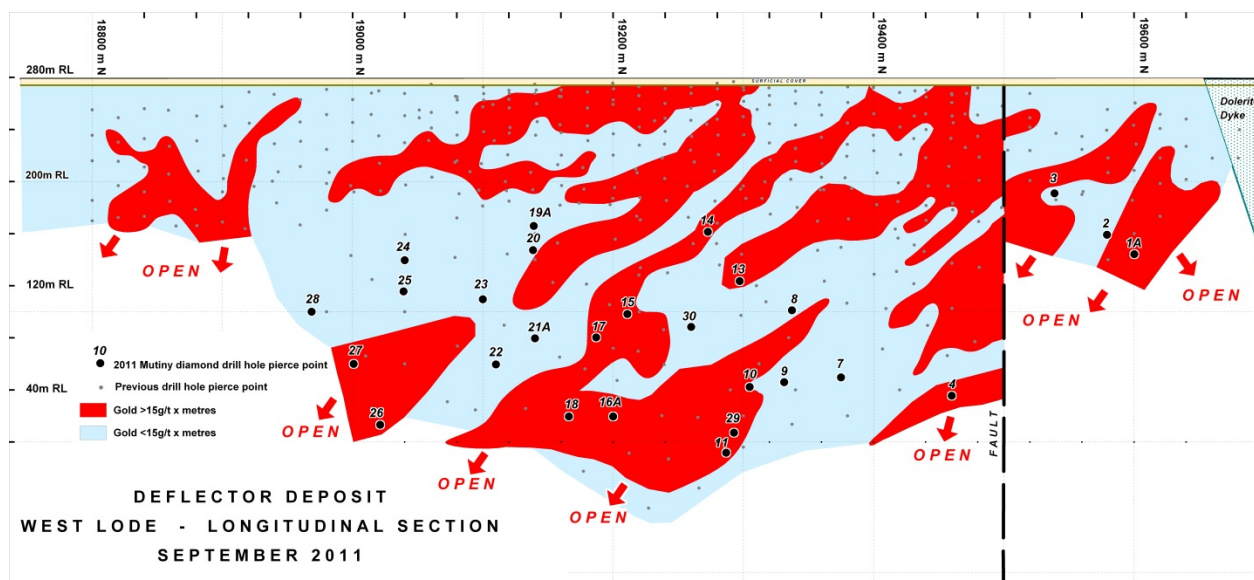 18800 m N
19000 m N
19200 m N
19400 m N
19600 m N
280m RL
SURFICIAL COVER
Dolerit
Dyke
200m RL
3
19A
14
2
20
1A
24
OPEN
OPEN
13
OPEN
120m RL
25
23
OPEN
28
8
15
30
OPEN
21A
17
10
2011 Mutiny diamond drill hole pierce point
27
22
7
9
Previous drill hole pierce point
10
40m RL
4
Gold >15g/t x metres
18
16A
26
29
Gold <15g/t x metres
OPEN
11
FAULT
OPEN
OPEN
OPEN
DEFLECTOR DEPOSIT
WEST LODE - LONGITUDINAL SECTION
SEPTEMBER 2011